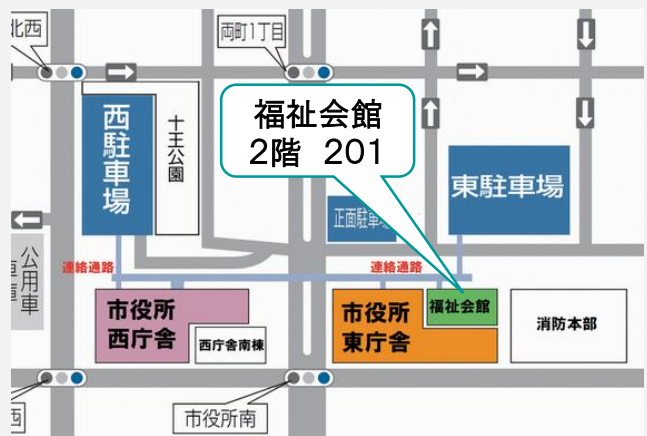 北西
両町1丁目
福祉会館
2階 201
西駐車場
十王公園
東駐車場
正面駐車場
公用車
車庫
連絡通路
連絡通路
市役所
西庁舎
西庁舎南棟
市役所
東庁舎
福祉会館
消防本部
西
市役所南